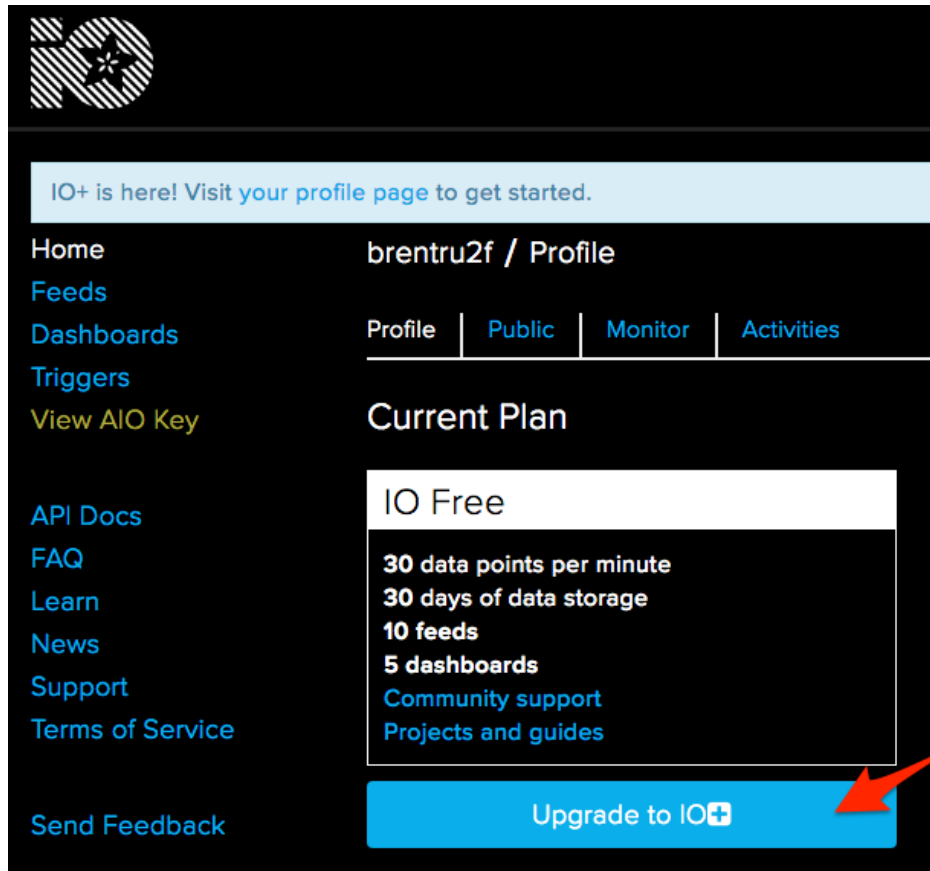 iO
IO+ is here! Visit your profile page to get started.
Home
Feeds
Dashboards
Triggers
View AIO Key
API Docs
FAQ
Learn
News
Support
Terms of Service
Send Feedback
brentru2f / Profile
Profile
Public
Monitor
Activities
Current Plan
IO Free
30 data points per minute
30 days of data storage
10 feeds
5 dashboards
Community support
Projects and guides
Upgrade to IO+